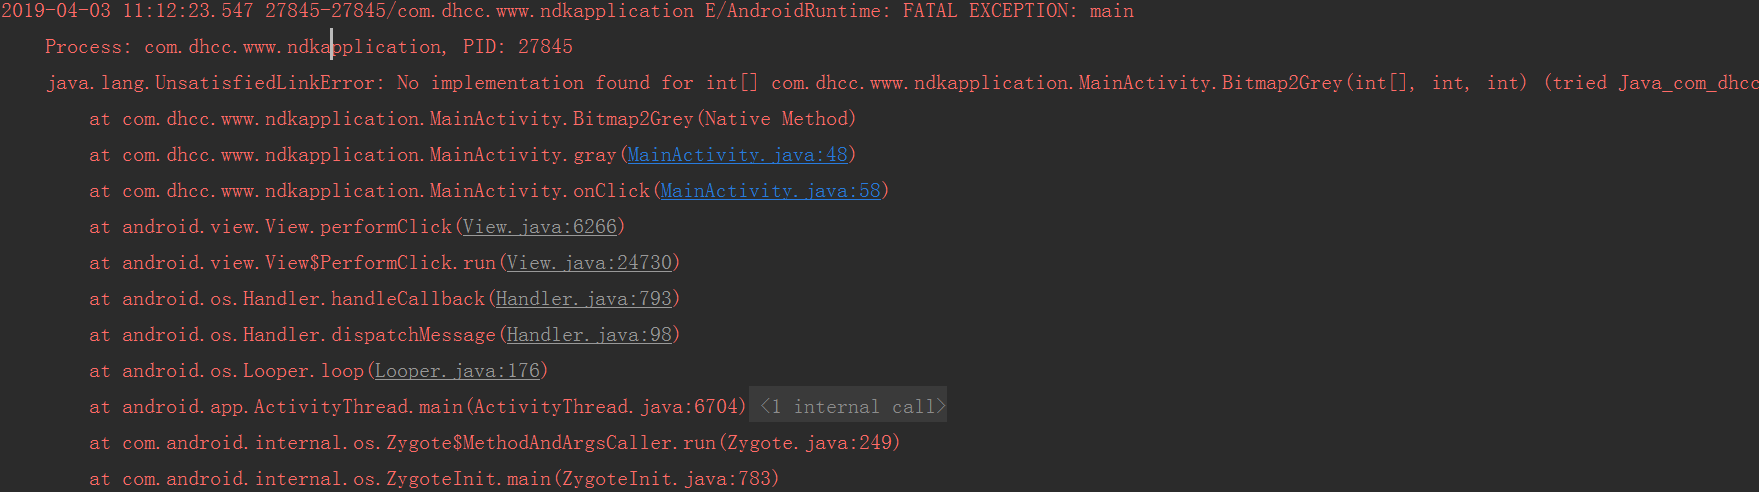 2019-04-03 11:12:23.547 27845-27845/com.dhcc.www.ndkapplication E/AndroidRuntime: FATAL EXCEPTION: main
Process: com.dhcc.www.ndkapplication, PID: 27845
java.lang.UnsatisfiedLinkError: No implementation found for int[] com.dhcc.www.ndkapplication.MainActivity.Bitmap2Grey(int[], int, int) (tried Java_com_dhcc
at com.dhcc.www.ndkapplication.MainActivity.Bitmap2Grey(Native Method)
at com.dhcc.www.ndkapplication.MainActivity.gray(MainActivity.java:48)
at com.dhcc.www.ndkapplication.MainActivity.onClick(MainActivity.java:58)
at android.view.View.performClick(View.java:6266)
at android.view.View$PerformClick.run(View.java:24730)
at android.os.Handler.handleCallback(Handler.java:793)
at android.os.Handler.dispatchMessage(Handler.java:98)
at android.os.Looper.loop(Looper.java:176)
at android.app.ActivityThread.main(ActivityThread.java:6704) <1 internal call>
at com.android.internal.os.Zygote$MethodAndArgsCaller.run(Zygote.java:249)
at com.android.internal.os.ZygoteInit.main(ZygoteInit.java:783)